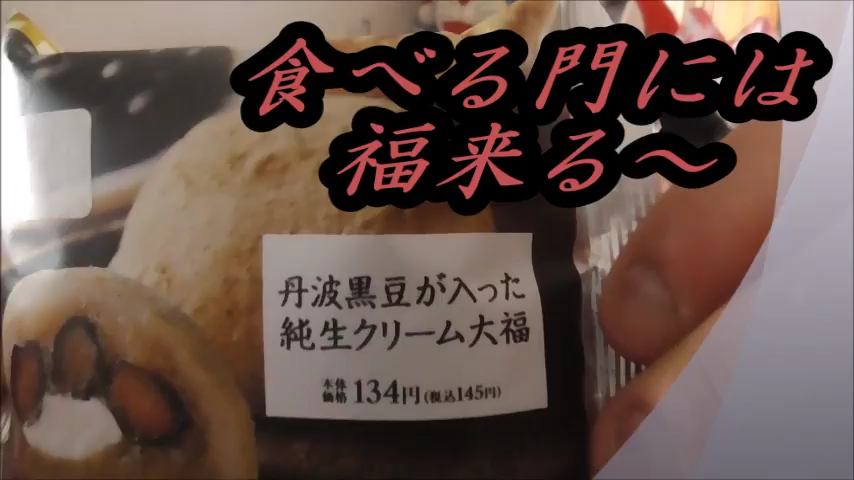 食べる門には
福来る～
丹波黒豆が入った
純生クリーム大福
本体価格 134円(税込145円)